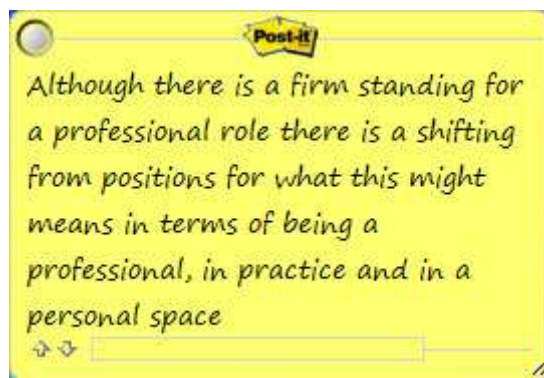 Post-it
Although there is a firm standing for
a professional role there is a shifting
from positions for what this might
means in terms of being a
professional, in practice and in a
personal space